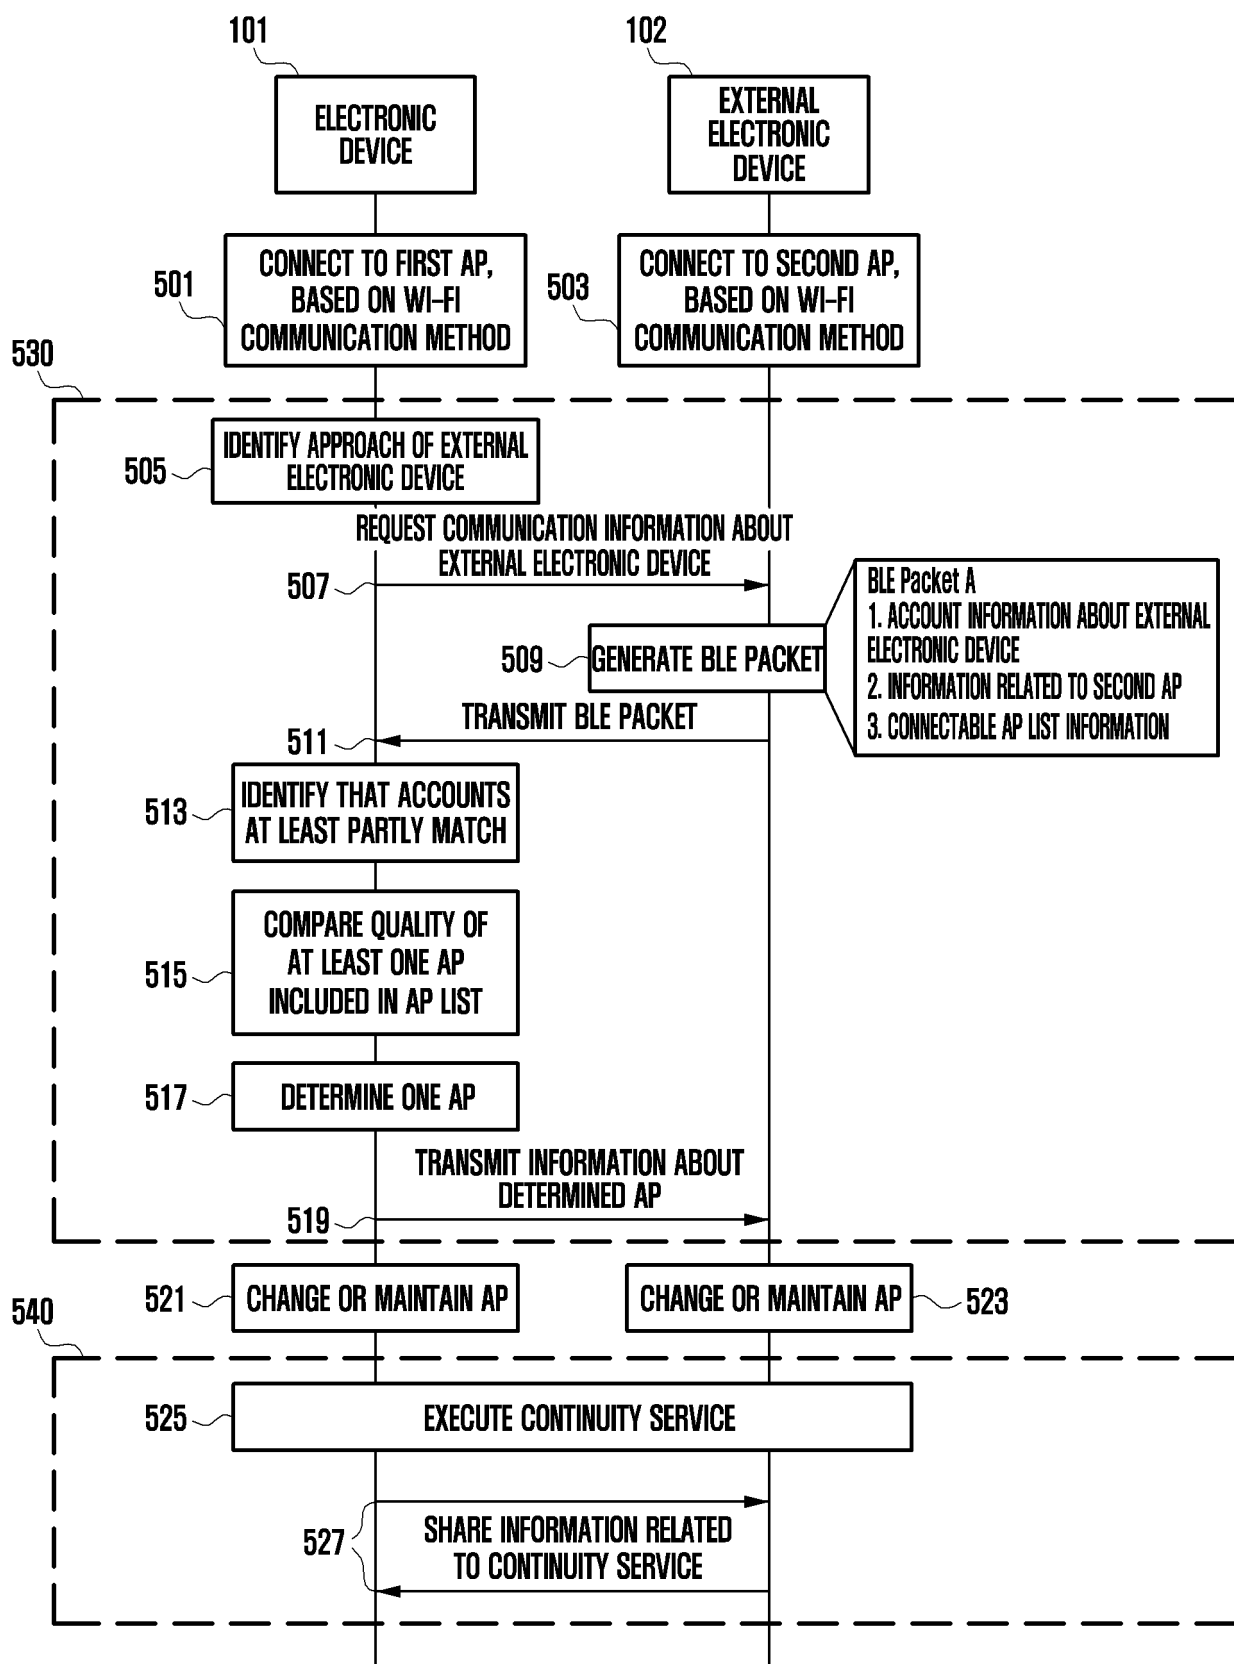 101
102
ELECTRONIC
DEVICE
EXTERNAL
ELECTRONIC
DEVICE
501
CONNECT TO FIRST AP,
BASED ON WI-FI
COMMUNICATION METHOD
503
CONNECT TO SECOND AP,
BASED ON WI-FI
COMMUNICATION METHOD
530
505
IDENTIFY APPROACH OF EXTERNAL
ELECTRONIC DEVICE
REQUEST COMMUNICATION INFORMATION ABOUT
EXTERNAL ELECTRONIC DEVICE
507
509
GENERATE BLE PACKET
BLE Packet A
1. ACCOUNT INFORMATION ABOUT EXTERNAL
ELECTRONIC DEVICE
2. INFORMATION RELATED TO SECOND AP
3. CONNECTABLE AP LIST INFORMATION
TRANSMIT BLE PACKET
511
513
IDENTIFY THAT ACCOUNTS
AT LEAST PARTLY MATCH
515
COMPARE QUALITY OF
AT LEAST ONE AP
INCLUDED IN AP LIST
517
DETERMINE ONE AP
TRANSMIT INFORMATION ABOUT
DETERMINED AP
519
521
CHANGE OR MAINTAIN AP
CHANGE OR MAINTAIN AP
523
540
525
EXECUTE CONTINUITY SERVICE
527
SHARE INFORMATION RELATED
TO CONTINUITY SERVICE